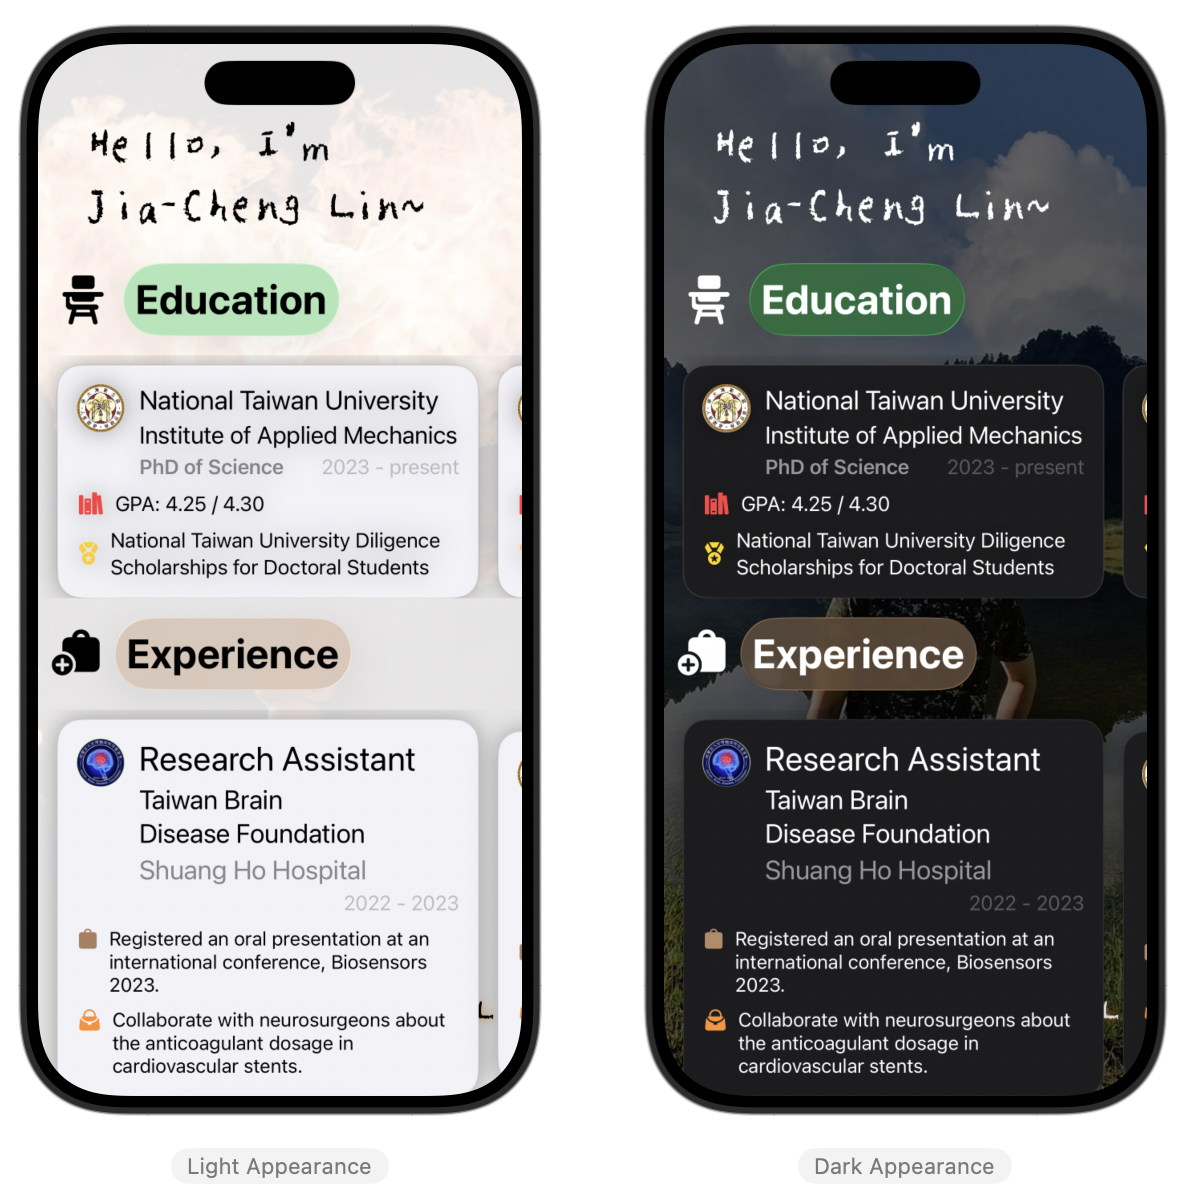 Hello, I'm
Jia-Cheng Lin~
Education
National Taiwan University
Institute of Applied Mechanics
PhD of Science 2023 - present
GPA: 4.25 / 4.30
National Taiwan University Diligence
Scholarships for Doctoral Students
Experience
Research Assistant
Taiwan Brain
Disease Foundation
Shuang Ho Hospital
2022 - 2023
Registered an oral presentation at an
international conference, Biosensors
2023.
Collaborate with neurosurgeons about
the anticoagulant dosage in
cardiovascular stents.
Light Appearance
Hello, I'm
Jia-Cheng Lin~
Education
National Taiwan University
Institute of Applied Mechanics
PhD of Science 2023 - present
GPA: 4.25 / 4.30
National Taiwan University Diligence
Scholarships for Doctoral Students
Experience
Research Assistant
Taiwan Brain
Disease Foundation
Shuang Ho Hospital
2022 - 2023
Registered an oral presentation at an
international conference, Biosensors
2023.
Collaborate with neurosurgeons about
the anticoagulant dosage in
cardiovascular stents.
Dark Appearance